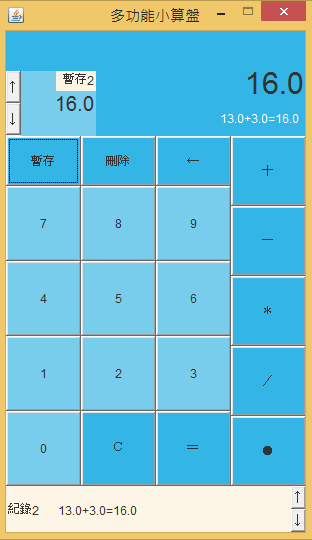 多功能小算盤
↑
暫存2
16.0
↓
16.0
13.0+3.0=16.0
暫存 刪除 ← +
7 8 9 -
4 5 6 *
1 2 3 /
0 C = ●
紀錄2 13.0+3.0=16.0 ↑
↓